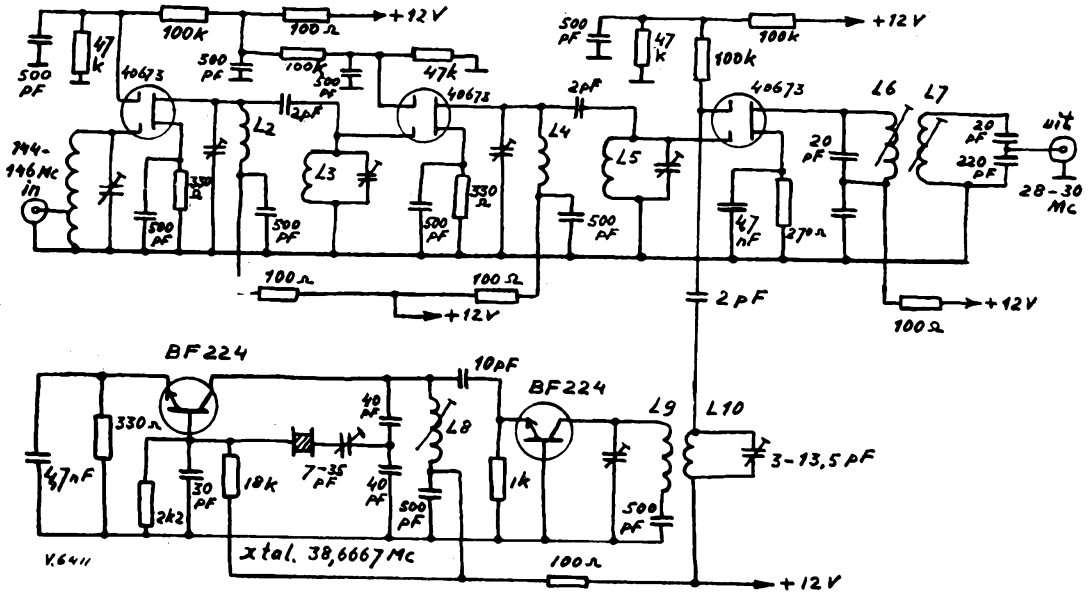 +12V
+12V
100k
100Ω
500
pF
47
k
500
pF
100k
500
pF
47k
500
pF
47
k
100k
100k
40673
40673
40673
L6
L7
2pF
L2
2pF
L4
144-
146Mc
in
L3
L5
20
pF
20
pF
220
pF
uit
28-30
Mc
330
Ω
330
Ω
500
pF
500
pF
500
pF
500
pF
4,7
nF
270Ω
100Ω
100Ω
+12V
2pF
+12V
100Ω
BF224
10pF
BF224
L9
L10
330Ω
40
pF
L8
4,7nF
30
pF
18k
7-35
pF
40
pF
1k
3-13,5pF
2k2
500
pF
500
pF
V.6411
xtal. 38,6667Mc
100Ω
+12V